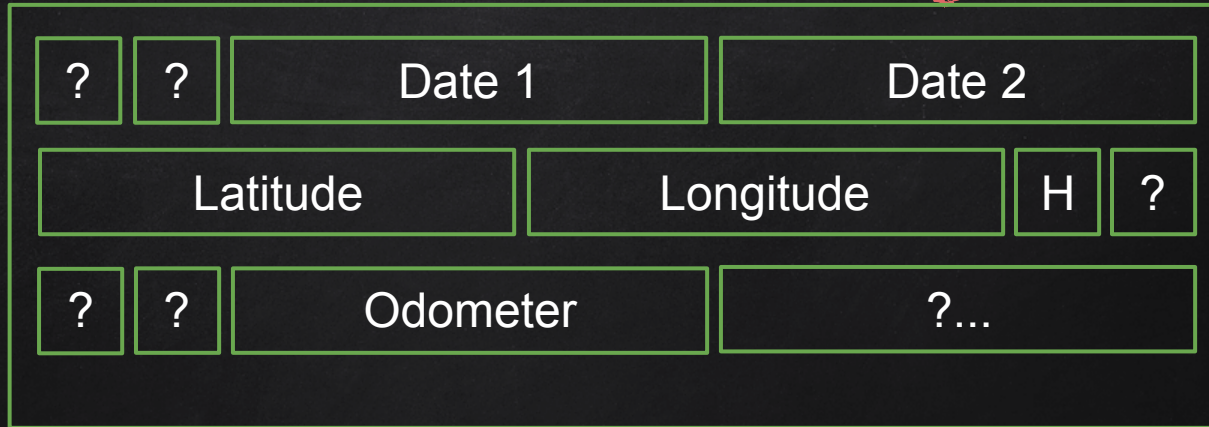 ? ? Date 1 Date 2
Latitude Longitude H ?
? ? Odometer ?...